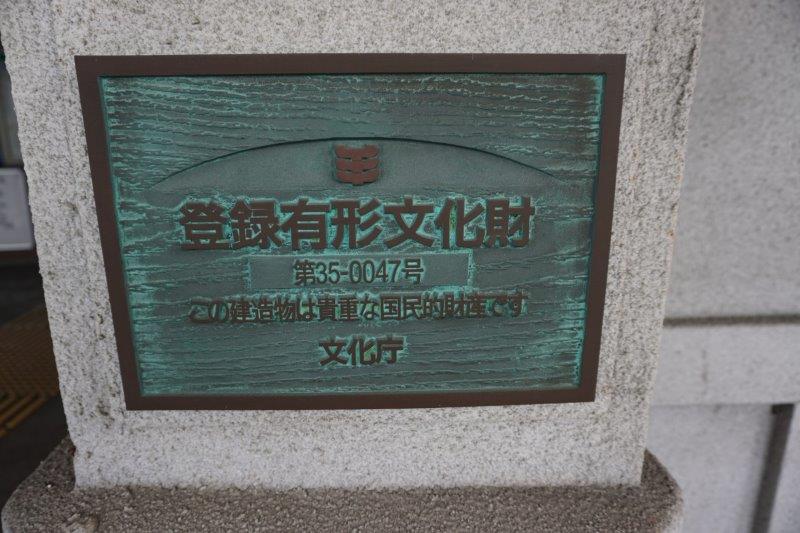 登録有形文化財
第35-0047号
この建造物は貴重な国民的財産です
文化庁